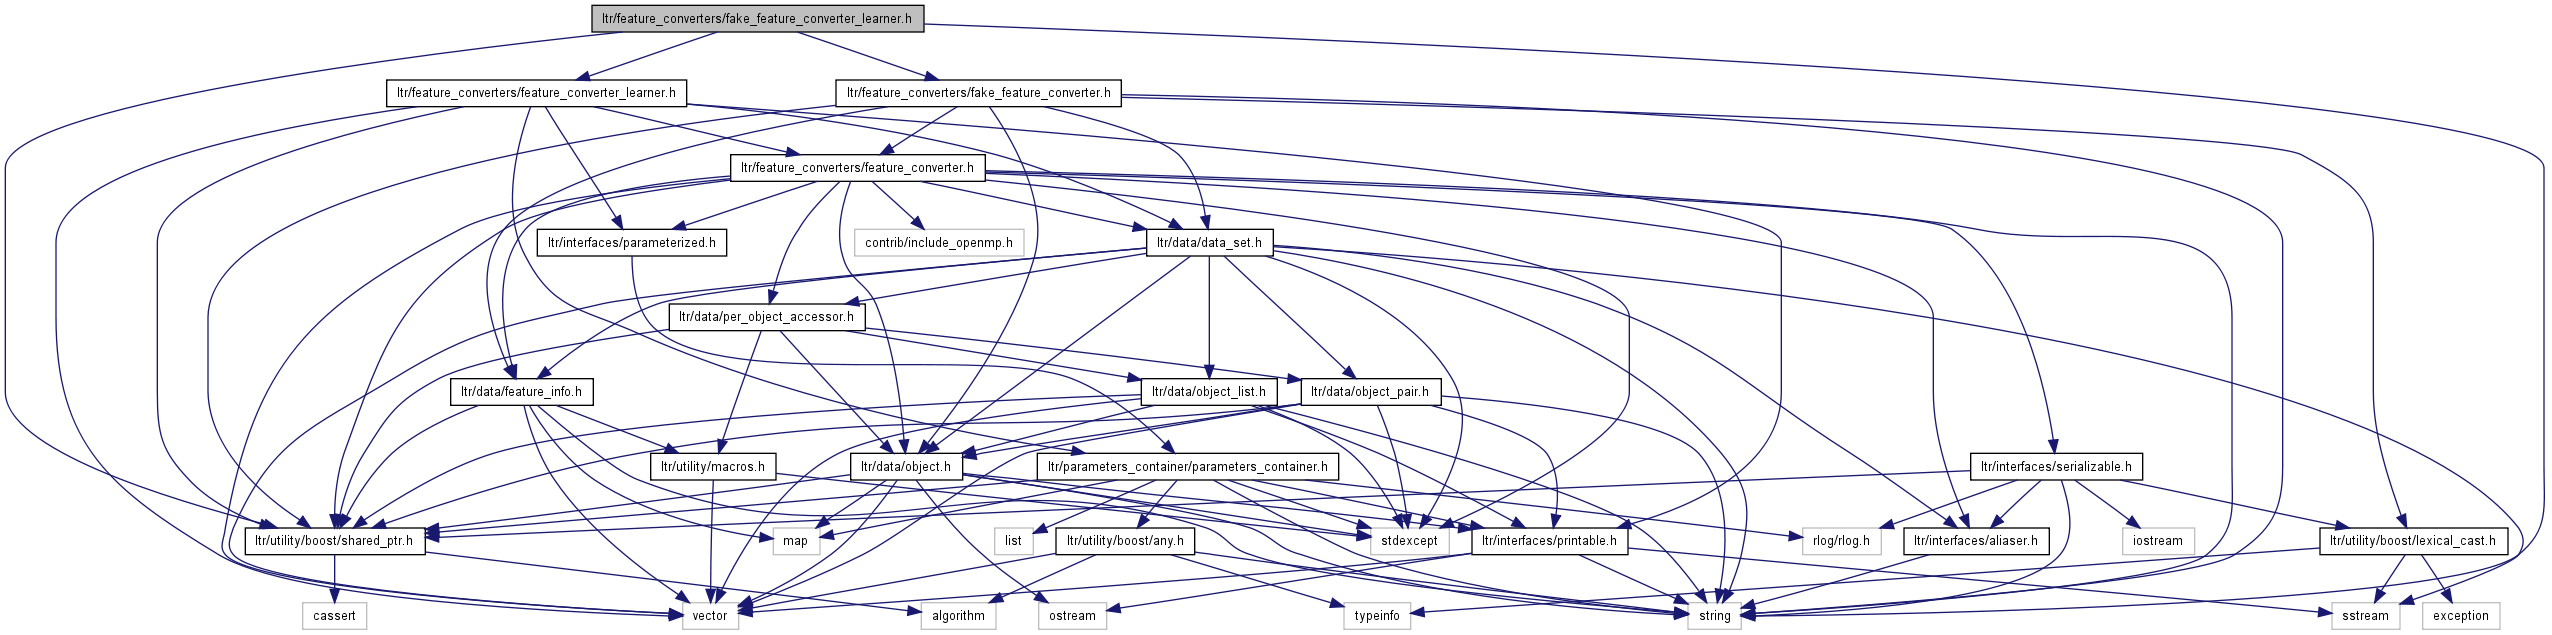 ltr/feature_converters/fake_feature_converter_learner.h
ltr/feature_converters/feature_converter_learner.h
ltr/feature_converters/fake_feature_converter.h
ltr/feature_converters/feature_converter.h
ltr/interfaces/parameterized.h
contrib/include_openmp.h
ltr/data/data_set.h
ltr/data/per_object_accessor.h
ltr/data/feature_info.h
ltr/data/object_list.h
ltr/data/object_pair.h
ltr/utility/macros.h
ltr/data/object.h
ltr/parameters_container/parameters_container.h
ltr/interfaces/serializable.h
ltr/utility/boost/shared_ptr.h
map
list
ltr/utility/boost/any.h
stdexcept
ltr/interfaces/printable.h
rlog/rlog.h
ltr/interfaces/aliaser.h
iostream
ltr/utility/boost/lexical_cast.h
cassert
vector
algorithm
ostream
typeinfo
string
sstream
exception